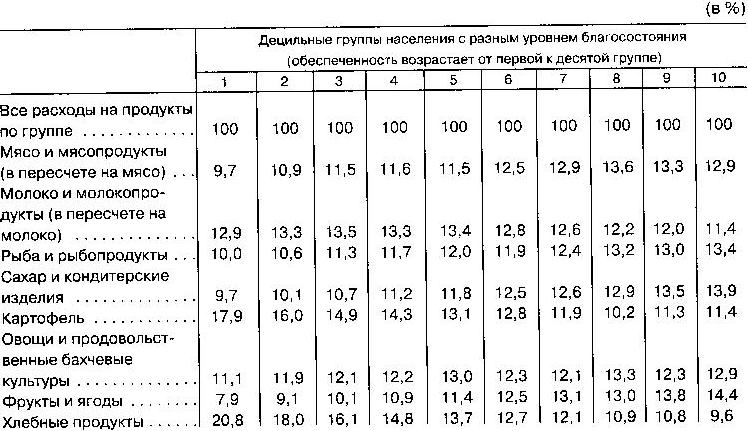 (в %)
Децильные группы населения с разным уровнем благосостояния
(обеспеченность возрастает от первой к десятой группе)
1 2 3 4 5 6 7 8 9 10
Все расходы на продукты
по группе . . . . . . . . . . . . . 100 100 100 100 100 100 100 100 100 100
Мясо и мясопродукты
(в пересчете на мясо) . . . 9,7 10,9 11,5 11,6 11,5 12,5 12,9 13,6 13,3 12,9
Молоко и молокопро-
дукты (в пересчете на
молоко) . . . . . . . . . . . . . 12,9 13,3 13,5 13,3 13,4 12,8 12,6 12,2 12,0 11,4
Рыба и рыбопродукты . . . 10,0 10,6 11,3 11,7 12,0 11,9 12,4 13,2 13,0 13,4
Сахар и кондитерские
изделия . . . . . . . . . . . . . 9,7 10,1 10,7 11,2 11,8 12,5 12,6 12,9 13,5 13,9
Картофель . . . . . . . . . . . 17,9 16,0 14,9 14,3 13,1 12,8 11,9 10,2 11,3 11,4
Овощи и продовольст-
венные бахчевые
культуры . . . . . . . . . . . . 11,1 11,9 12,1 12,2 13,0 12,3 12,1 13,3 12,3 12,9
Фрукты и ягоды . . . . . . . 7,9 9,1 10,1 10,9 11,4 12,5 13,1 13,0 13,8 14,4
Хлебные продукты . . . . . 20,8 18,0 16,1 14,8 13,7 12,7 12,1 10,9 10,8 9,6